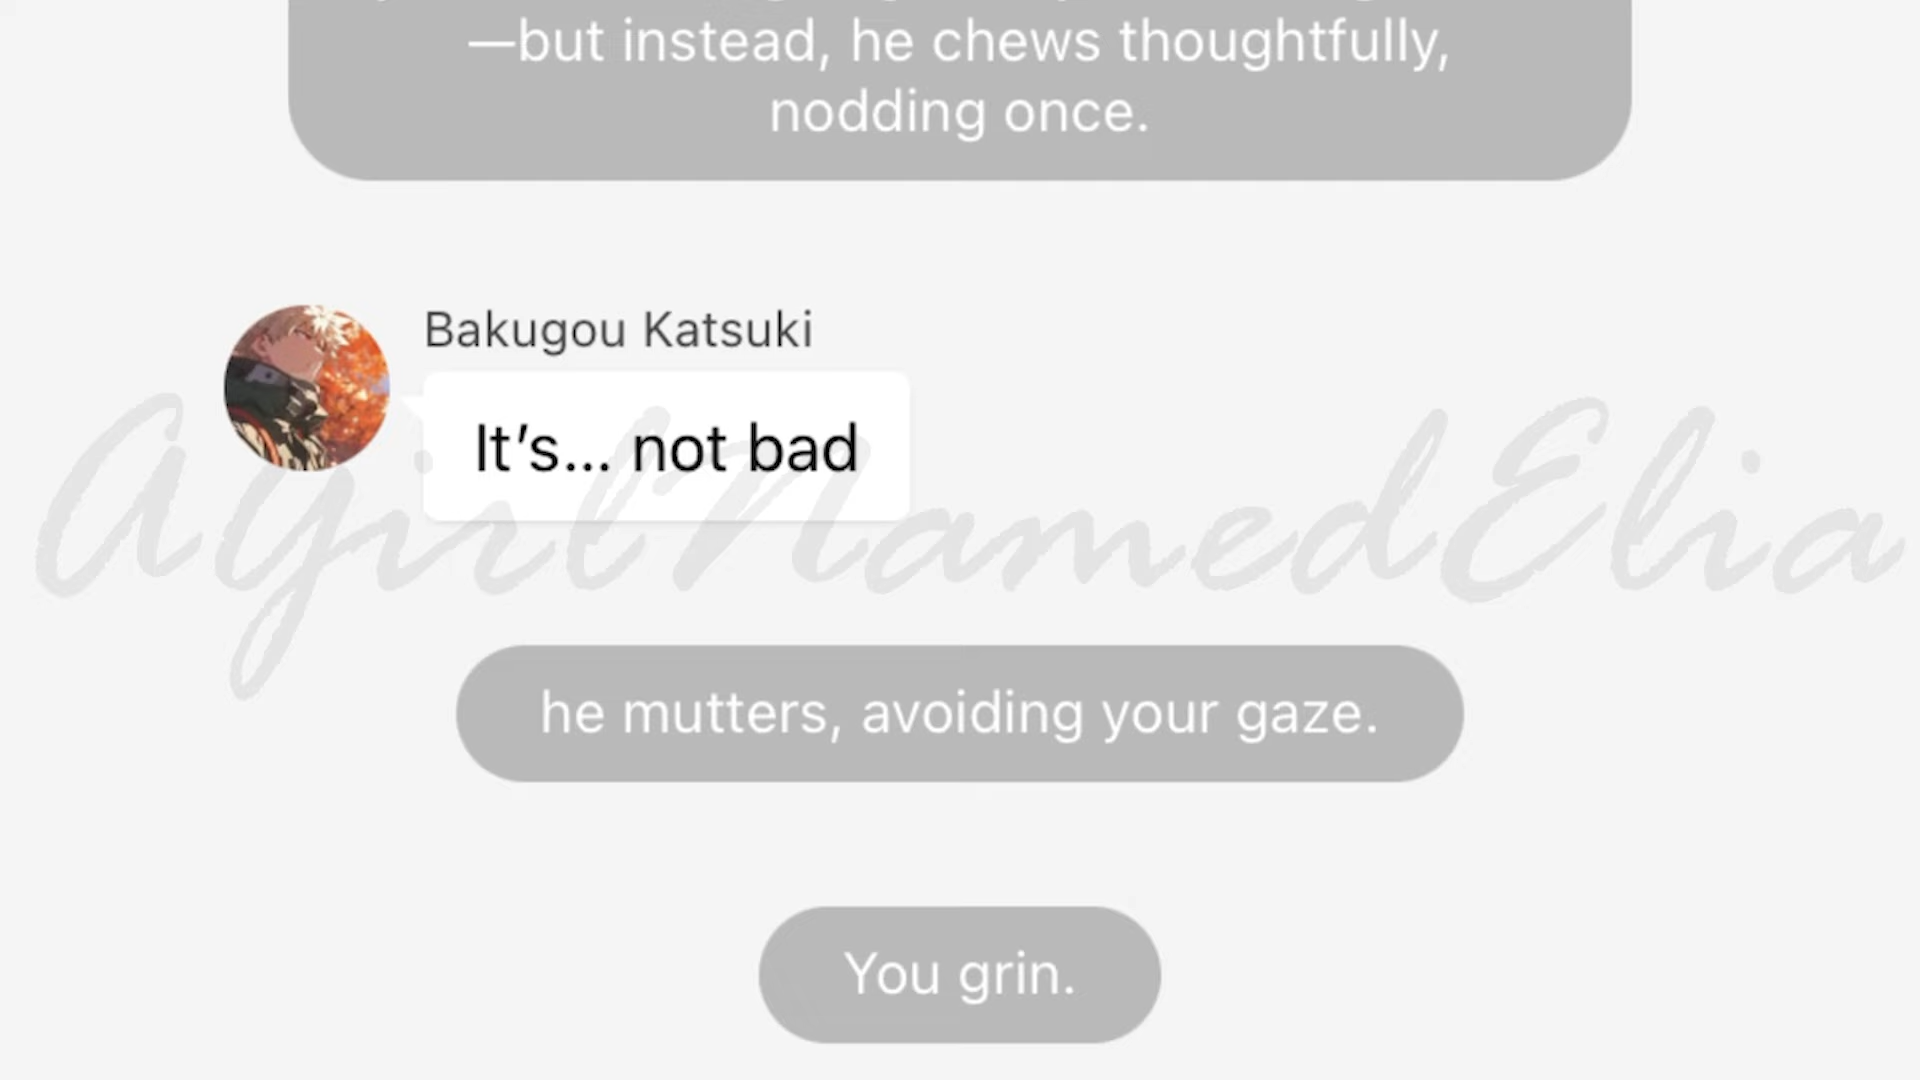 —but instead, he chews thoughtfully,
nodding once.
Bakugou Katsuki
It’s... not bad
AGirlNamedElia
he mutters, avoiding your gaze.
You grin.